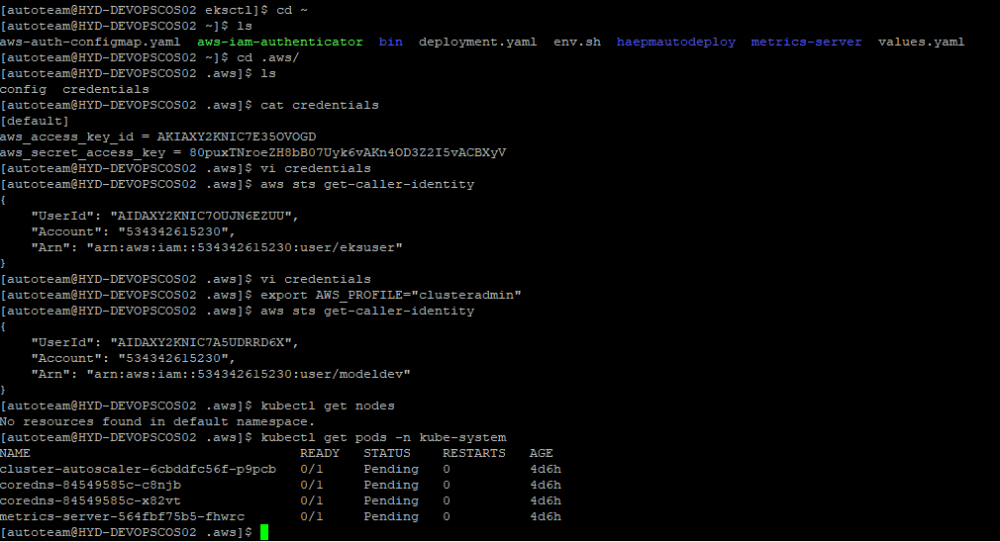 [autoteam@HYD-DEVOPSCOS02 eksctl]$ cd ~
[autoteam@HYD-DEVOPSCOS02 ~]$ ls
aws-auth-configmap.yaml aws-iam-authenticator bin deployment.yaml env.sh haepmautodeploy metrics-server values.yaml
[autoteam@HYD-DEVOPSCOS02 ~]$ cd .aws/
[autoteam@HYD-DEVOPSCOS02 .aws]$ ls
config credentials
[autoteam@HYD-DEVOPSCOS02 .aws]$ cat credentials
[default]
aws_access_key_id = AKIAXY2KNIC7E35OVOGD
aws_secret_access_key = 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
[autoteam@HYD-DEVOPSCOS02 .aws]$ vi credentials
[autoteam@HYD-DEVOPSCOS02 .aws]$ aws sts get-caller-identity
{
"UserId": "AIDAXY2KNIC7OUJN6EZUU",
"Account": "534342615230",
"Arn": "arn:aws:iam::534342615230:user/eksuser"
}
[autoteam@HYD-DEVOPSCOS02 .aws]$ vi credentials
[autoteam@HYD-DEVOPSCOS02 .aws]$ export AWS_PROFILE="clusteradmin"
[autoteam@HYD-DEVOPSCOS02 .aws]$ aws sts get-caller-identity
{
"UserId": "AIDAXY2KNIC7A5UDRRD6X",
"Account": "534342615230",
"Arn": "arn:aws:iam::534342615230:user/modeldev"
}
[autoteam@HYD-DEVOPSCOS02 .aws]$ kubectl get nodes
No resources found in default namespace.
[autoteam@HYD-DEVOPSCOS02 .aws]$ kubectl get pods -n kube-system
NAME READY STATUS RESTARTS AGE
cluster-autoscaler-6cbddfc56f-p9pcb 0/1 Pending 0 4d6h
coredns-84549585c-c8njb 0/1 Pending 0 4d6h
coredns-84549585c-x82vt 0/1 Pending 0 4d6h
metrics-server-564fbf75b5-fhwrc 0/1 Pending 0 4d6h
[autoteam@HYD-DEVOPSCOS02 .aws]$